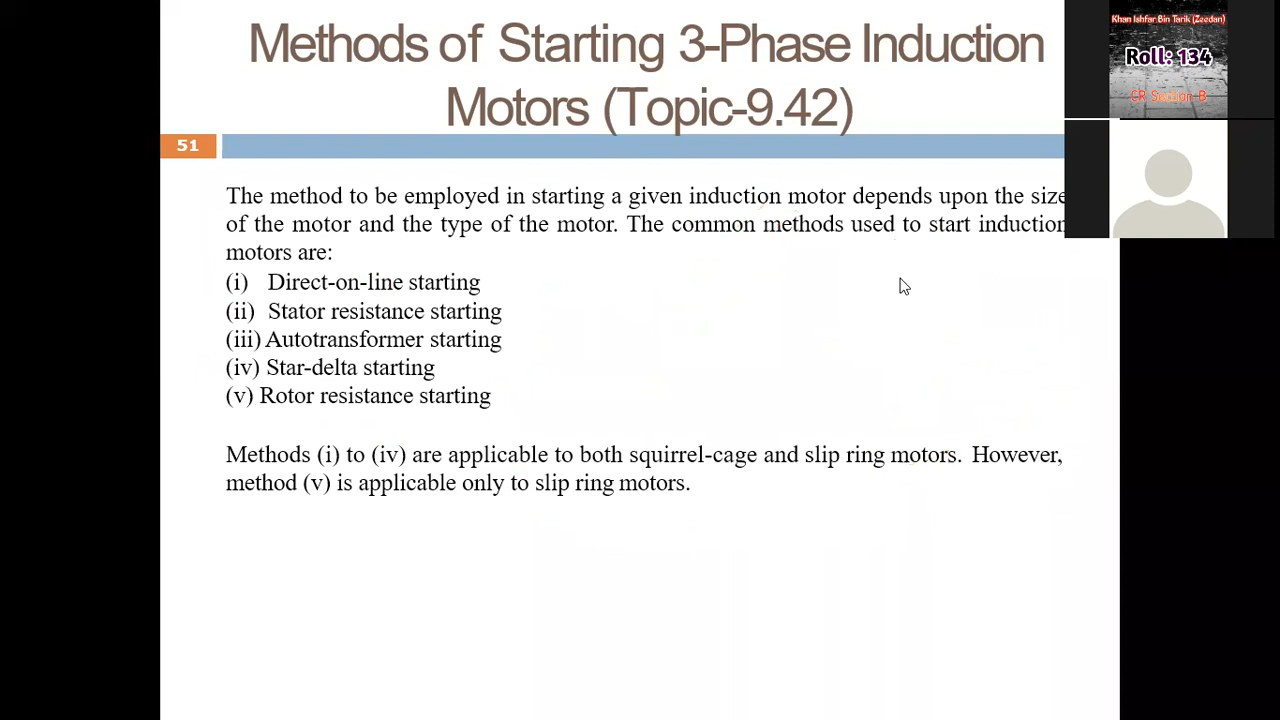 Methods of Starting 3-Phase Induction
Motors (Topic-9.42)
51
The method to be employed in starting a given induction motor depends upon the size
of the motor and the type of the motor. The common methods used to start induction
motors are:
(i) Direct-on-line starting
(ii) Stator resistance starting
(iii) Autotransformer starting
(iv) Star-delta starting
(v) Rotor resistance starting
Methods (i) to (iv) are applicable to both squirrel-cage and slip ring motors. However,
method (v) is applicable only to slip ring motors.
Khan Ishfar Bin Tarik (Zeedan)
Roll: 134
CR Section B